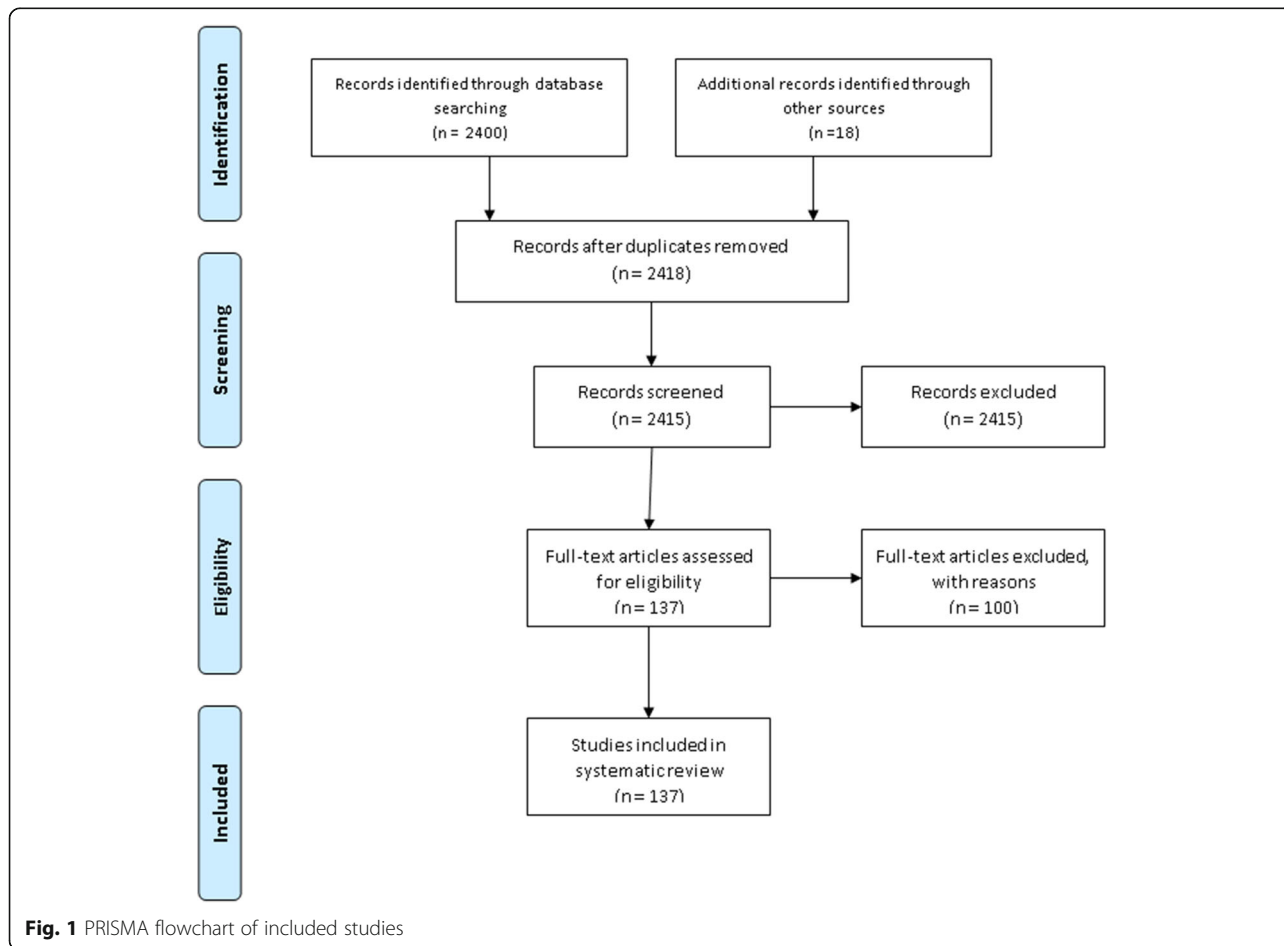 Identification
Records identified through database
searching
(n = 2400)
Additional records identified through
other sources
(n =18)
Records after duplicates removed
(n = 2418)
Screening
Records screened
(n = 2415)
Records excluded
(n = 2415)
Eligibility
Full-text articles assessed
for eligibility
(n = 137)
Full-text articles excluded,
with reasons
(n = 100)
Included
Studies included in
systematic review
(n = 137)
Fig. 1 PRISMA flowchart of included studies